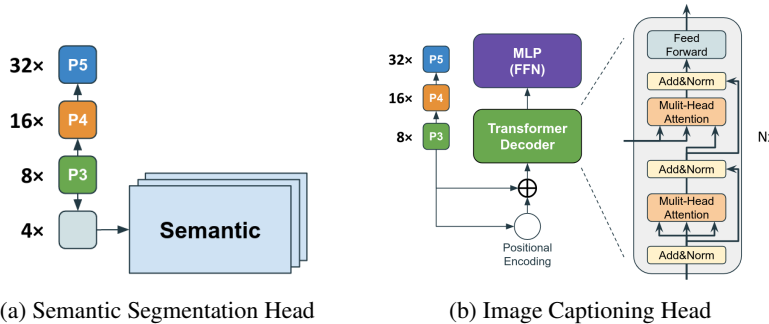 32×
P5
16×
P4
8×
P3
4×
Semantic
(a) Semantic Segmentation Head
32×
P5
16×
P4
8×
P3
MLP
(FFN)
Transformer
Decoder
Positional
Encoding
Feed
Forward
Add&Norm
Mulit-Head
Attention
Add&Norm
Mulit-Head
Attention
Add&Norm
(b) Image Captioning Head